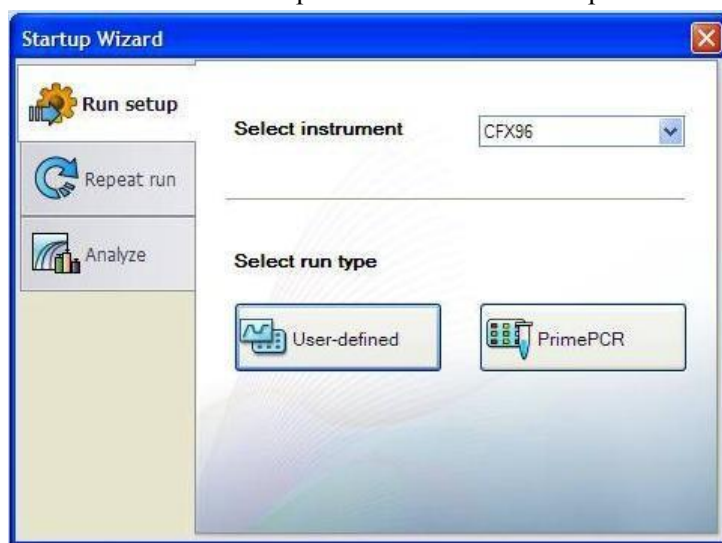 Startup Wizard
Run setup
Select instrument
CFX96
Repeat run
Analyze
Select run type
User-defined
PrimePCR